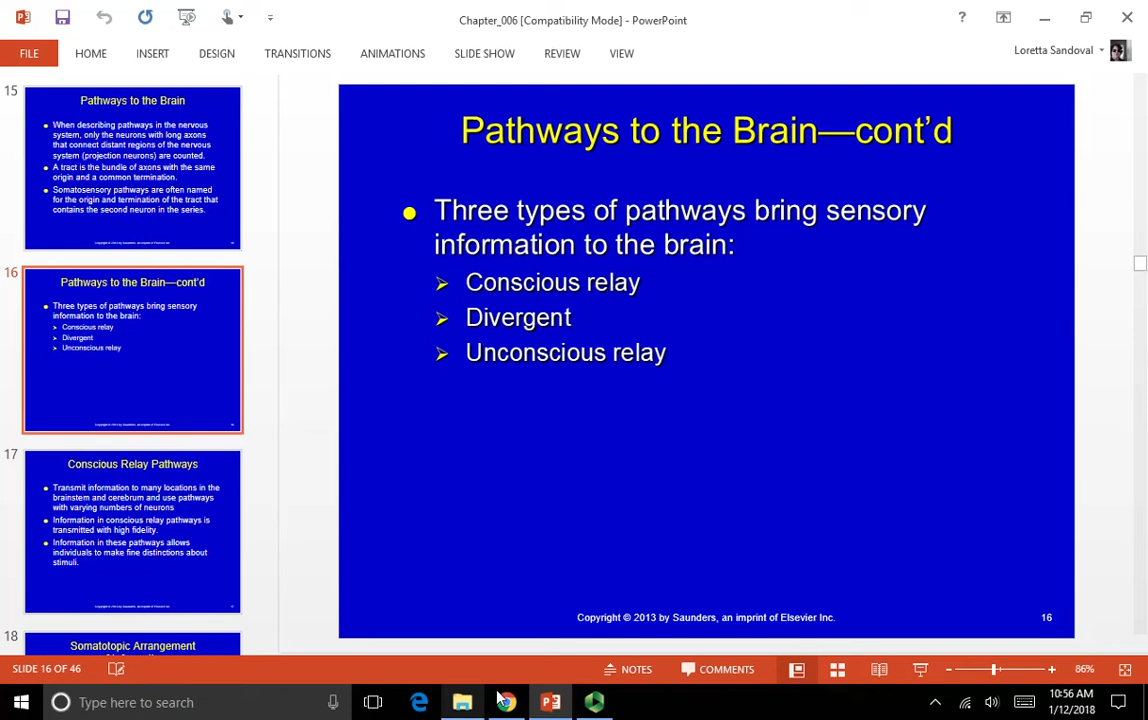 Chapter_006 [Compatibility Mode] - PowerPoint
?
FILE HOME INSERT DESIGN TRANSITIONS ANIMATIONS SLIDE SHOW REVIEW VIEW
Loretta Sandoval
15
Pathways to the Brain
When describing pathways in the nervous
system, only the neurons with long axons
that connect distant regions of the nervous
system (projection neurons) are counted.
A tract is the bundle of axons with the same
origin and a common termination.
Somatosensory pathways are often named
for the origin and termination of the tract that
contains the second neuron in the series.
16
Pathways to the Brain—cont'd
Three types of pathways bring sensory
information to the brain:
Conscious relay
Divergent
Unconscious relay
17
Conscious Relay Pathways
Transmit information to many locations in the
brainstem and cerebrum and use pathways
with varying numbers of neurons
Information in conscious relay pathways is
transmitted with high fidelity.
Information in these pathways allows
individuals to make fine distinctions about
stimuli.
18
Somatotopic Arrangement
Pathways to the Brain—cont'd
Three types of pathways bring sensory
information to the brain:
Conscious relay
Divergent
Unconscious relay
Copyright © 2013 by Saunders, an imprint of Elsevier Inc.
16
SLIDE 16 OF 46
NOTES COMMENTS
86%
Type here to search
10:56 AM
1/12/2018